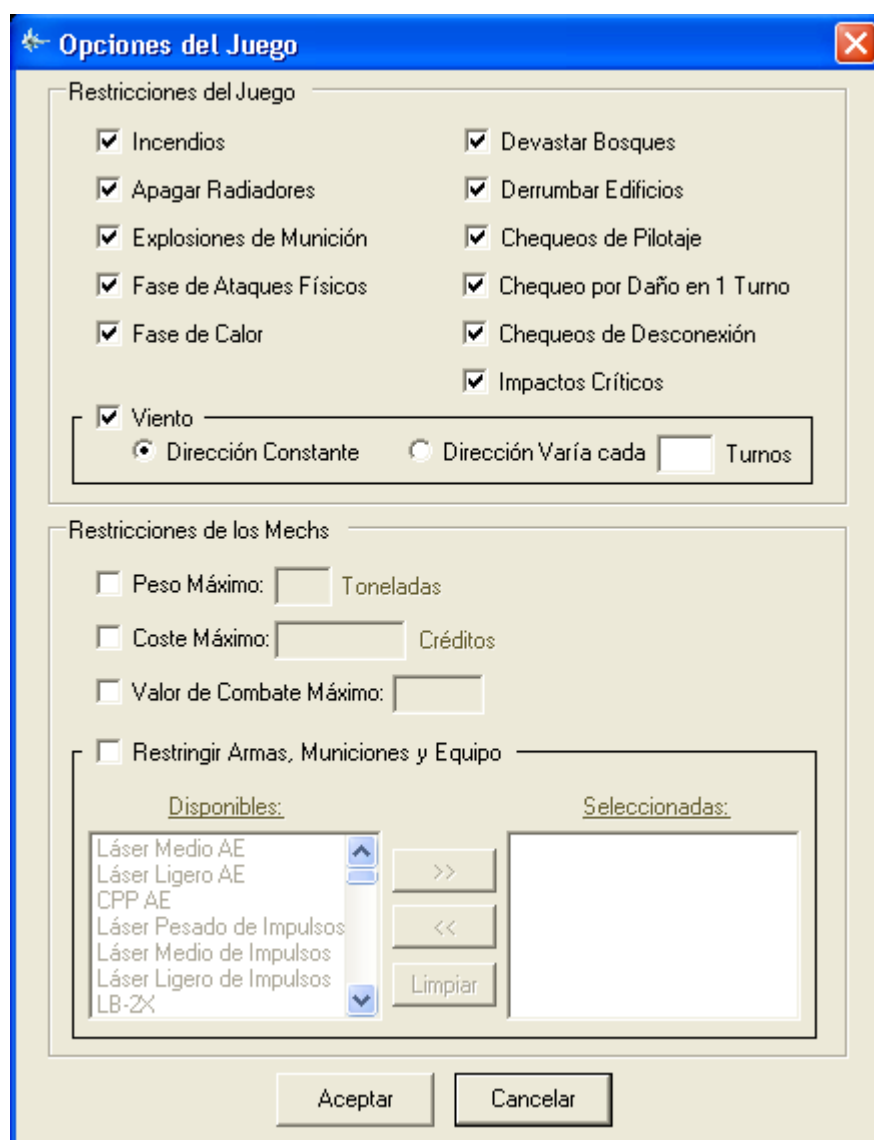 Opciones del Juego
Restricciones del Juego
Incendios
Devastar Bosques
Apagar Radiadores
Derrumbar Edificios
Explosiones de Munición
Chequeos de Pilotaje
Fase de Ataques Físicos
Chequeo por Daño en 1 Turno
Fase de Calor
Chequeos de Desconexión
Impactos Críticos
Viento
Dirección Constante
Dirección Varía cada Turnos
Restricciones de los Mechs
Peso Máximo: Toneladas
Coste Máximo: Créditos
Valor de Combate Máximo:
Restringir Armas, Municiones y Equipo
Disponibles:
Seleccionadas:
Láser Medio AE
Láser Ligero AE
CPP AE
Láser Pesado de Impulsos
Láser Medio de Impulsos
Láser Ligero de Impulsos
LB-2X
>>
<<
Limpiar
Aceptar
Cancelar